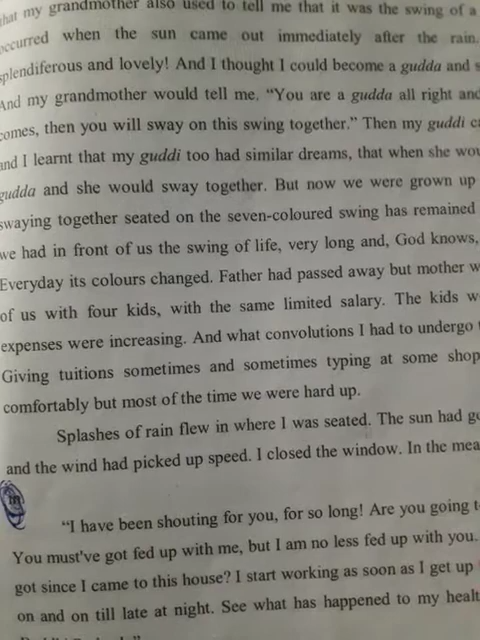 that my grandmother also used to tell me that it was the swing of a
occurred when the sun came out immediately after the rain.
splendiferous and lovely! And I thought I could become a gudda and s
And my grandmother would tell me, "You are a gudda all right and
comes, then you will sway on this swing together." Then my guddi ca
and I learnt that my guddi too had similar dreams, that when she wou
gudda and she would sway together. But now we were grown up
swaying together seated on the seven-coloured swing has remained
we had in front of us the swing of life, very long and, God knows,
Everyday its colours changed. Father had passed away but mother w
of us with four kids, with the same limited salary. The kids w
expenses were increasing. And what convolutions I had to undergo
Giving tuitions sometimes and sometimes typing at some shop
comfortably but most of the time we were hard up.
Splashes of rain flew in where I was seated. The sun had go
and the wind had picked up speed. I closed the window. In the mea
"I have been shouting for you, for so long! Are you going t
You must've got fed up with me, but I am no less fed up with you.
got since I came to this house? I start working as soon as I get up
on and on till late at night. See what has happened to my healt